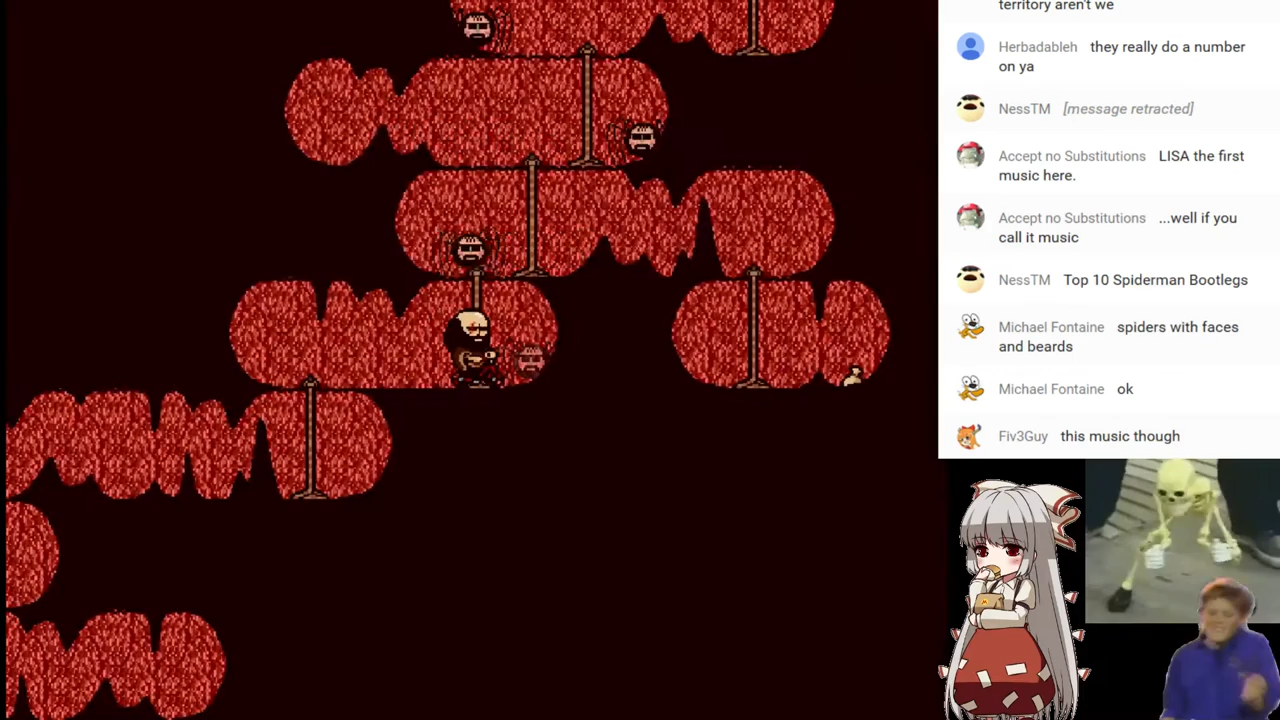 territory aren't we
Herbadableh they really do a number
on ya
NessTM [message retracted]
Accept no Substitutions LISA the first
music here.
Accept no Substitutions ...well if you
call it music
NessTM Top 10 Spiderman Bootlegs
Michael Fontaine spiders with faces
and beards
Michael Fontaine ok
Fiv3Guy this music though